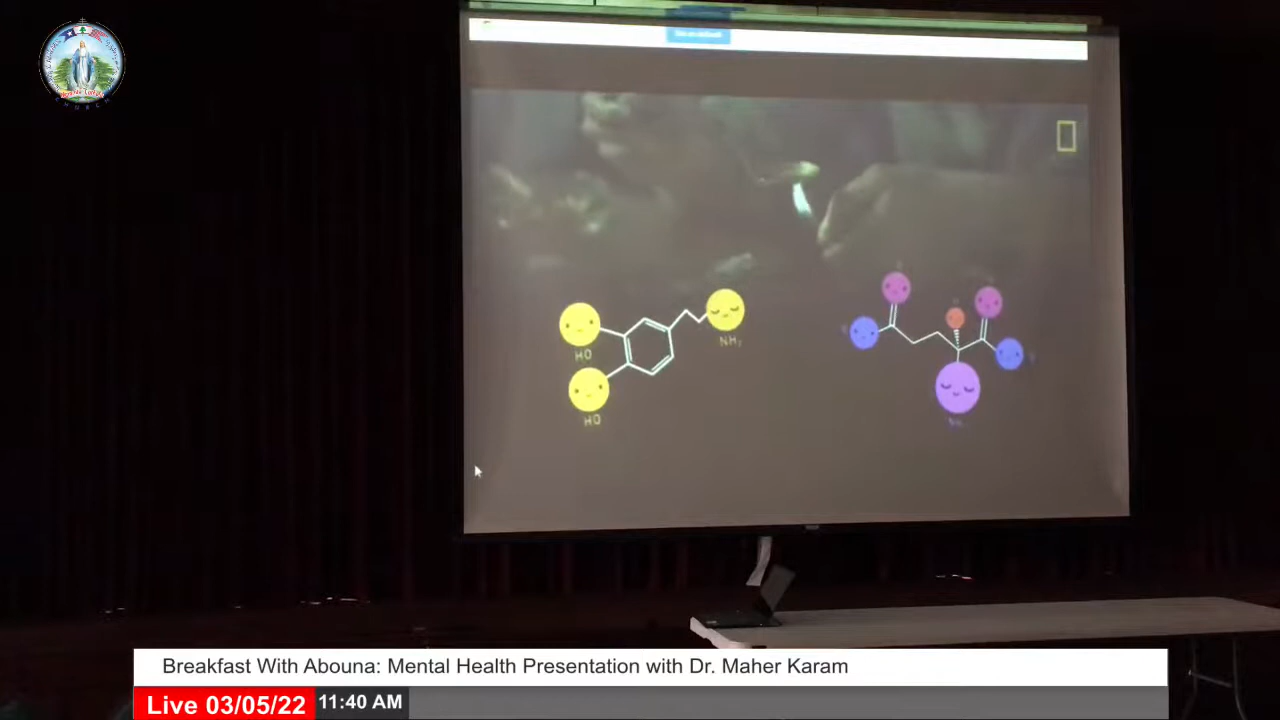 CHURCH
HO
NH₂
HO
Breakfast With Abouna: Mental Health Presentation with Dr. Maher Karam
Live 03/05/22
11:40 AM